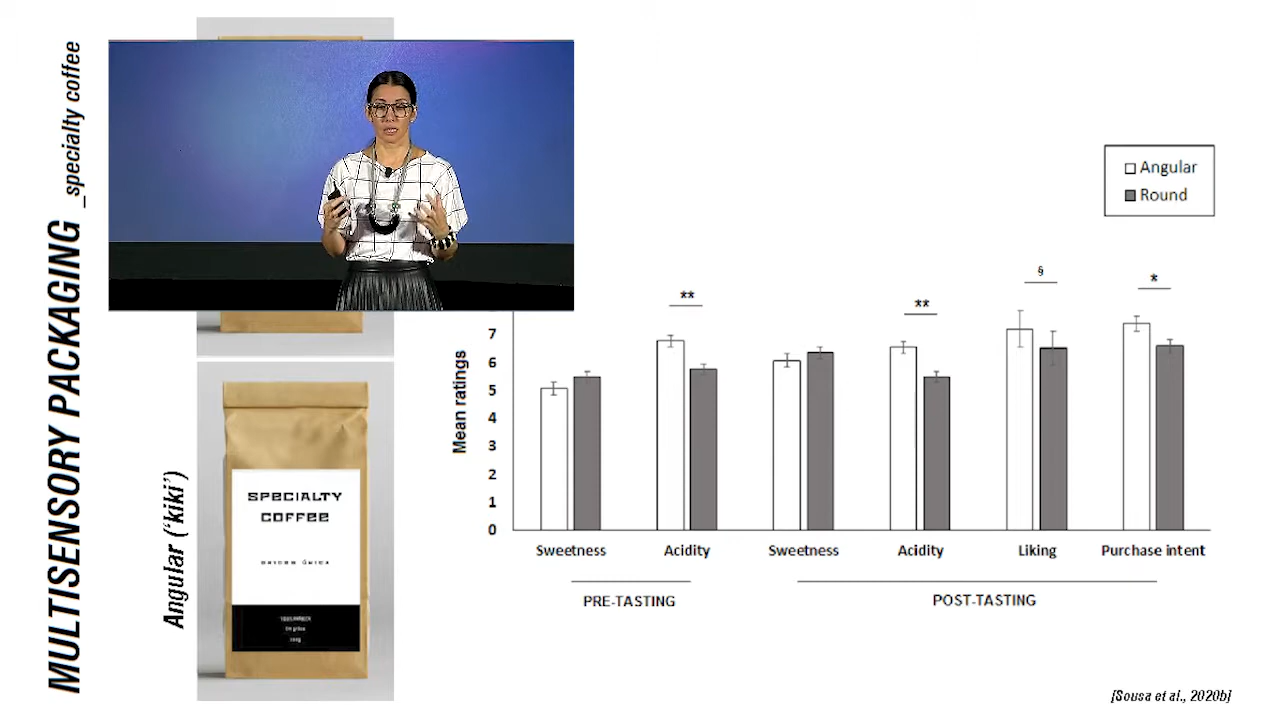 MULTISENSORY PACKAGING _specialty coffee
Angular ('kiki')
SPECIALTY
COFFEE
Angular
Round
Mean ratings
7
6
5
4
3
2
1
0
**
**
§
*
Sweetness
Acidity
Sweetness
Acidity
Liking
Purchase intent
PRE-TASTING
POST-TASTING
[Sousa et al., 2020b]